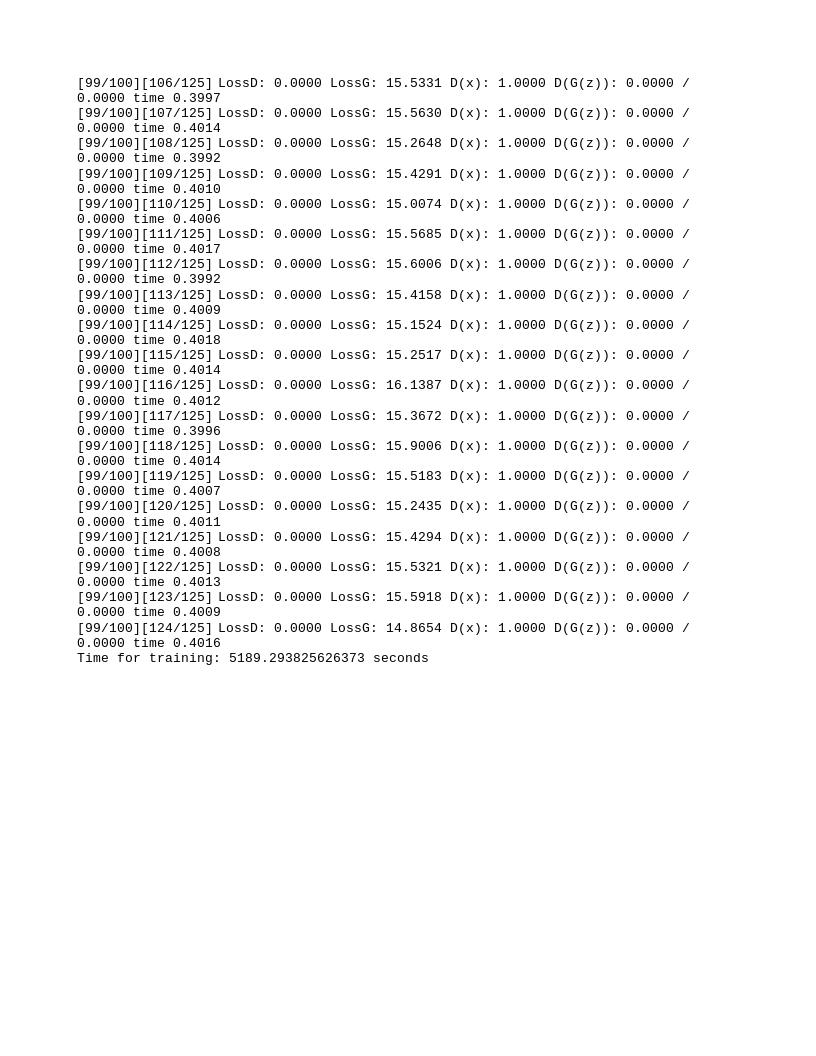 [99/100][106/125] LossD: 0.0000 LossG: 15.5331 D(x): 1.0000 D(G(z)): 0.0000 /
0.0000 time 0.3997
[99/100][107/125] LossD: 0.0000 LossG: 15.5630 D(x): 1.0000 D(G(z)): 0.0000 /
0.0000 time 0.4014
[99/100][108/125] LossD: 0.0000 LossG: 15.2648 D(x): 1.0000 D(G(z)): 0.0000 /
0.0000 time 0.3992
[99/100][109/125] LossD: 0.0000 LossG: 15.4291 D(x): 1.0000 D(G(z)): 0.0000 /
0.0000 time 0.4010
[99/100][110/125] LossD: 0.0000 LossG: 15.0074 D(x): 1.0000 D(G(z)): 0.0000 /
0.0000 time 0.4006
[99/100][111/125] LossD: 0.0000 LossG: 15.5685 D(x): 1.0000 D(G(z)): 0.0000 /
0.0000 time 0.4017
[99/100][112/125] LossD: 0.0000 LossG: 15.6006 D(x): 1.0000 D(G(z)): 0.0000 /
0.0000 time 0.3992
[99/100][113/125] LossD: 0.0000 LossG: 15.4158 D(x): 1.0000 D(G(z)): 0.0000 /
0.0000 time 0.4009
[99/100][114/125] LossD: 0.0000 LossG: 15.1524 D(x): 1.0000 D(G(z)): 0.0000 /
0.0000 time 0.4018
[99/100][115/125] LossD: 0.0000 LossG: 15.2517 D(x): 1.0000 D(G(z)): 0.0000 /
0.0000 time 0.4014
[99/100][116/125] LossD: 0.0000 LossG: 16.1387 D(x): 1.0000 D(G(z)): 0.0000 /
0.0000 time 0.4012
[99/100][117/125] LossD: 0.0000 LossG: 15.3672 D(x): 1.0000 D(G(z)): 0.0000 /
0.0000 time 0.3996
[99/100][118/125] LossD: 0.0000 LossG: 15.9006 D(x): 1.0000 D(G(z)): 0.0000 /
0.0000 time 0.4014
[99/100][119/125] LossD: 0.0000 LossG: 15.5183 D(x): 1.0000 D(G(z)): 0.0000 /
0.0000 time 0.4007
[99/100][120/125] LossD: 0.0000 LossG: 15.2435 D(x): 1.0000 D(G(z)): 0.0000 /
0.0000 time 0.4011
[99/100][121/125] LossD: 0.0000 LossG: 15.4294 D(x): 1.0000 D(G(z)): 0.0000 /
0.0000 time 0.4008
[99/100][122/125] LossD: 0.0000 LossG: 15.5321 D(x): 1.0000 D(G(z)): 0.0000 /
0.0000 time 0.4013
[99/100][123/125] LossD: 0.0000 LossG: 15.5918 D(x): 1.0000 D(G(z)): 0.0000 /
0.0000 time 0.4009
[99/100][124/125] LossD: 0.0000 LossG: 14.8654 D(x): 1.0000 D(G(z)): 0.0000 /
0.0000 time 0.4016
Time for training: 5189.293825626373 seconds